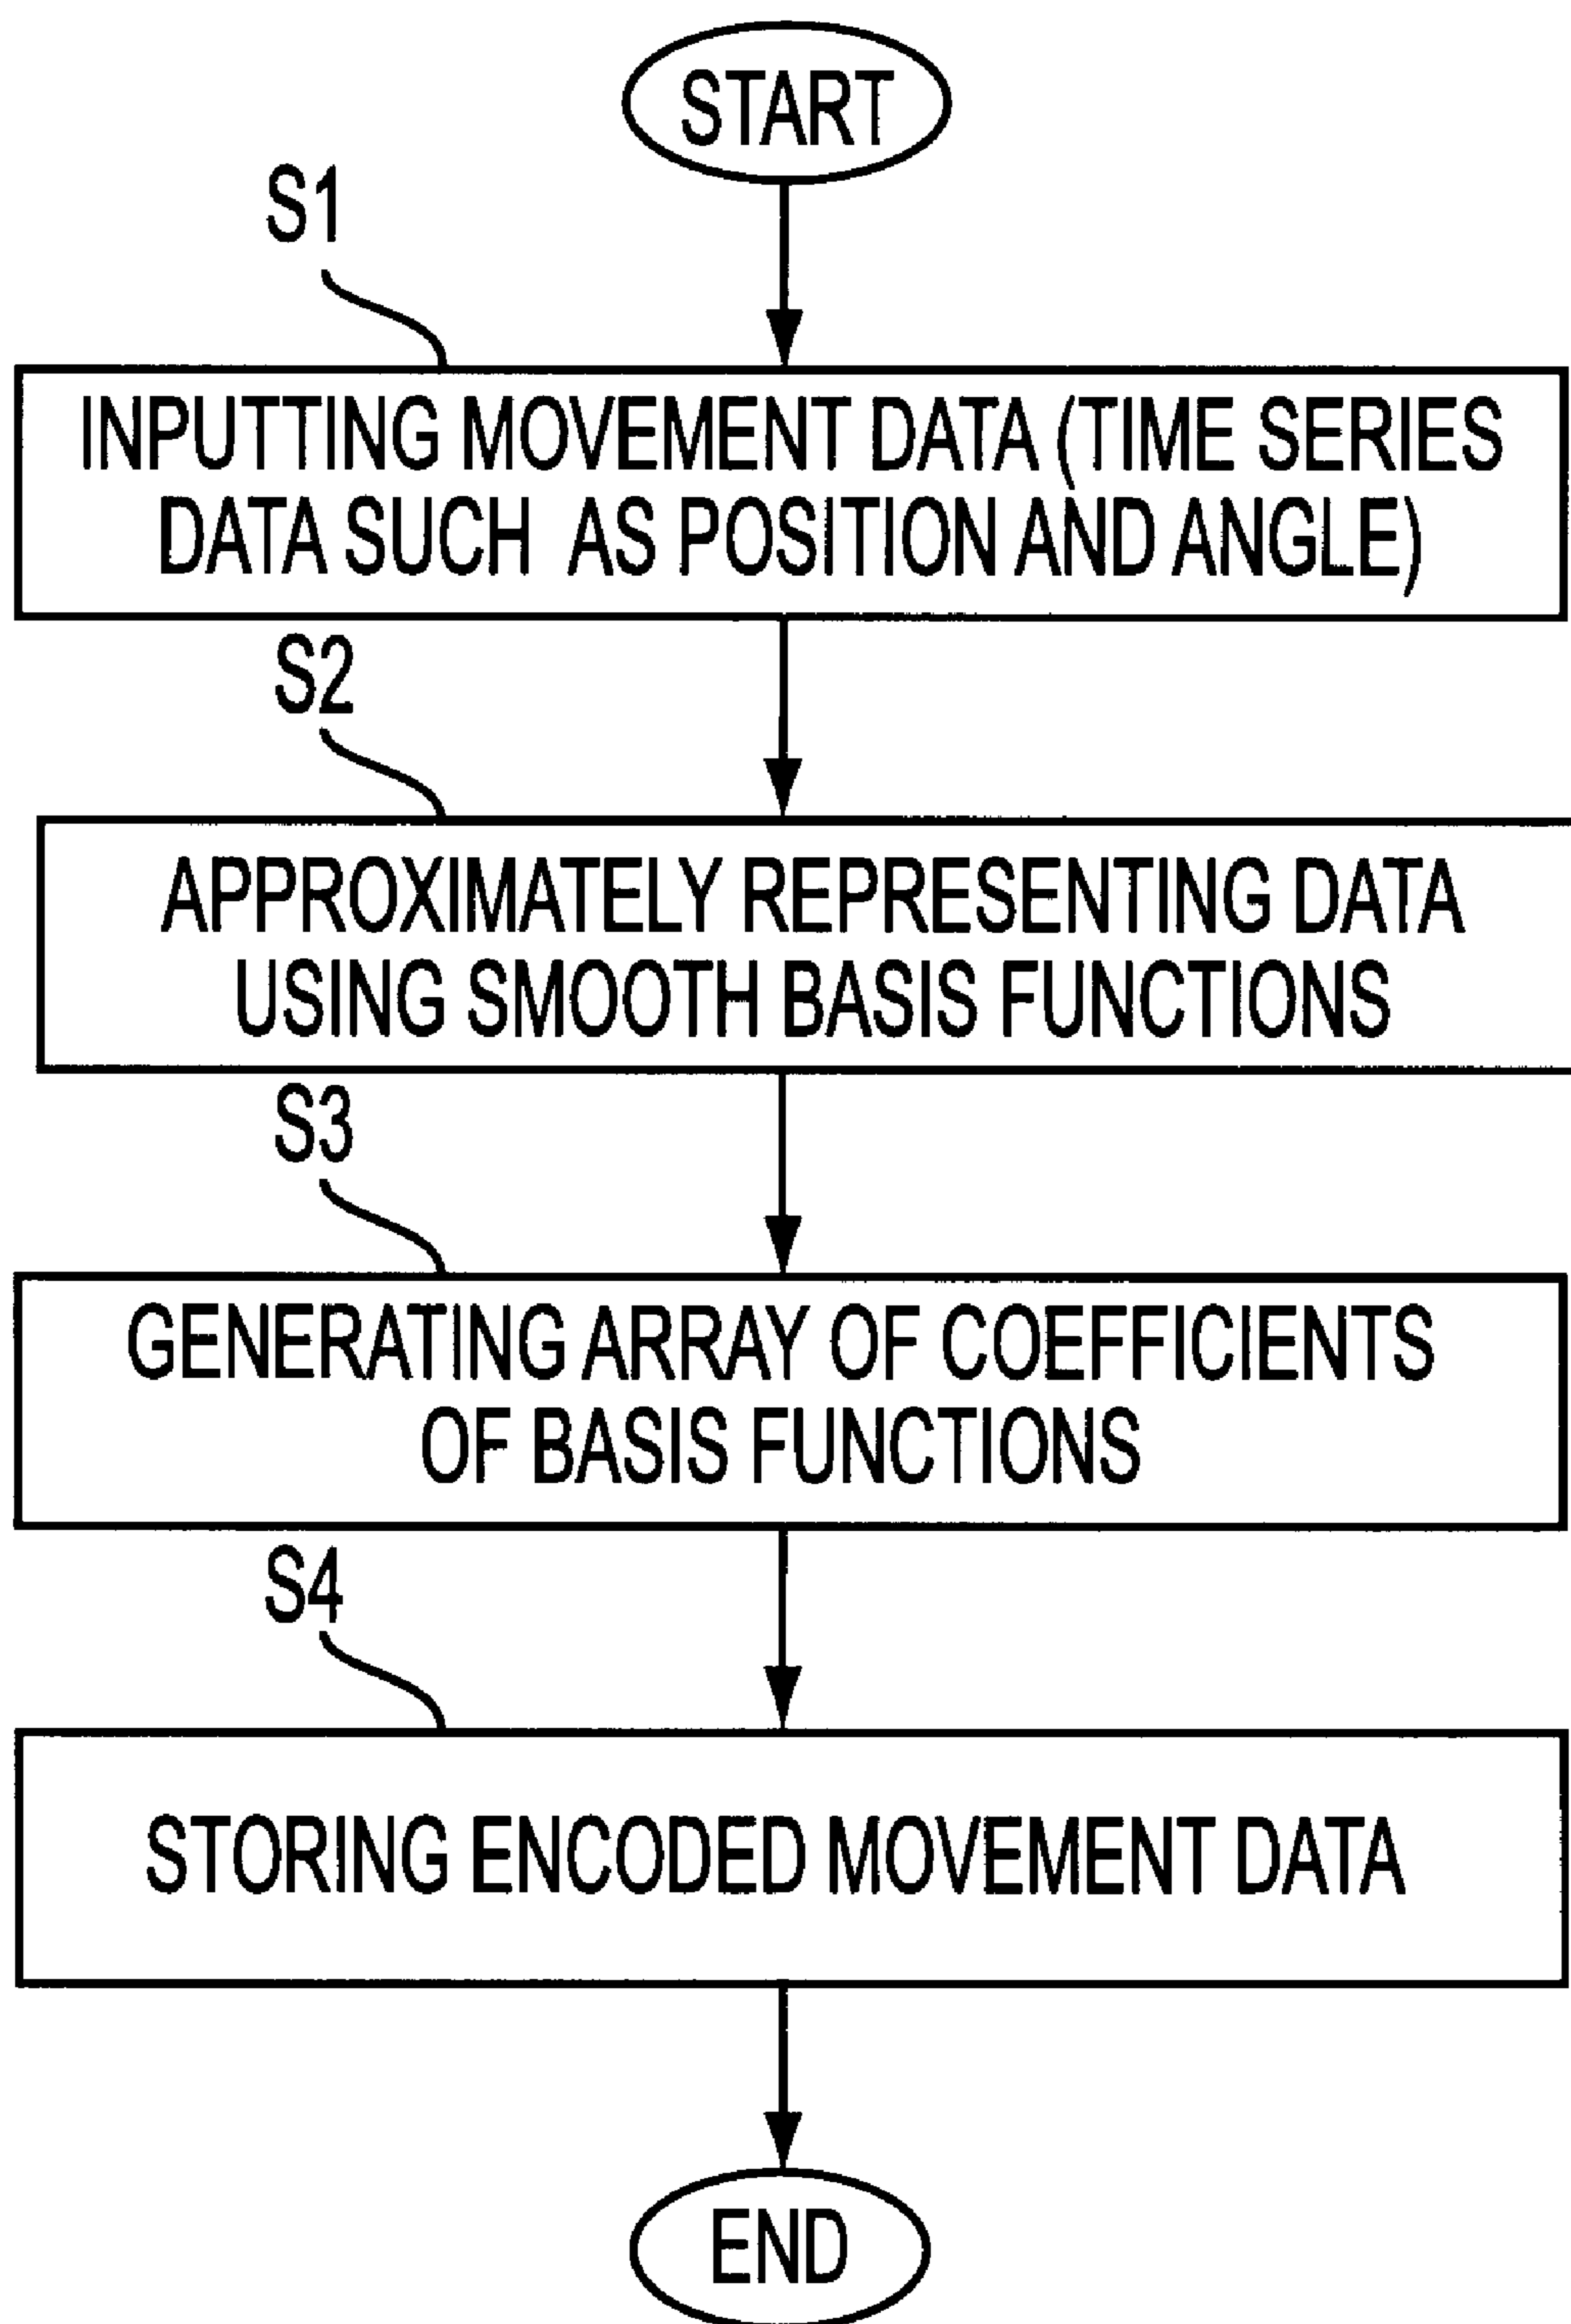 START
S1
INPUTTING MOVEMENT DATA (TIME SERIES
DATA SUCH AS POSITION AND ANGLE)
S2
APPROXIMATELY REPRESENTING DATA
USING SMOOTH BASIS FUNCTIONS
S3
GENERATING ARRAY OF COEFFICIENTS
OF BASIS FUNCTIONS
S4
STORING ENCODED MOVEMENT DATA
END